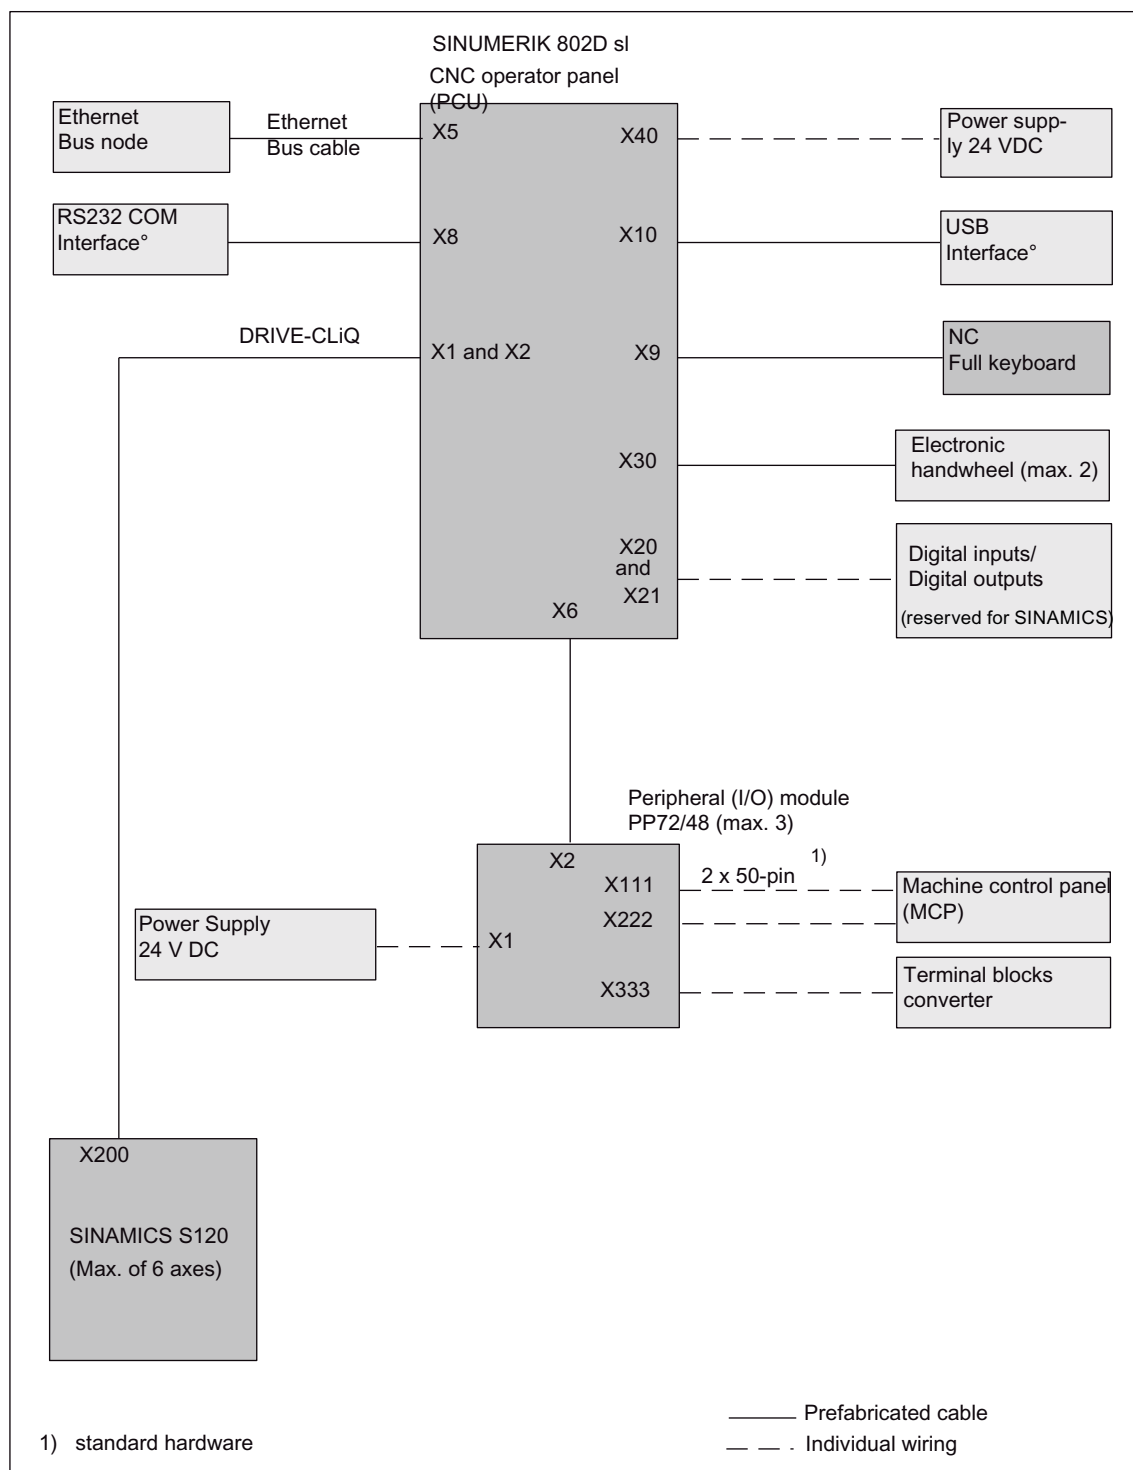 SINUMERIK 802D sl
CNC operator panel
(PCU)
Ethernet
Bus node
Ethernet
Bus cable
X5
X40
Power supp-
ly 24 VDC
RS232 COM
Interface°
X8
X10
USB
Interface°
DRIVE-CLiQ
X1 and X2
X9
NC
Full keyboard
X30
Electronic
handwheel (max. 2)
X20
and
X21
Digital inputs/
Digital outputs
(reserved for SINAMICS)
X6
Peripheral (I/O) module
PP72/48 (max. 3)
X2
X111
2 x 50-pin
1)
Machine control panel
(MCP)
X222
Power Supply
24 V DC
X1
X333
Terminal blocks
converter
X200
SINAMICS S120
(Max. of 6 axes)
Prefabricated cable
1) standard hardware
Individual wiring